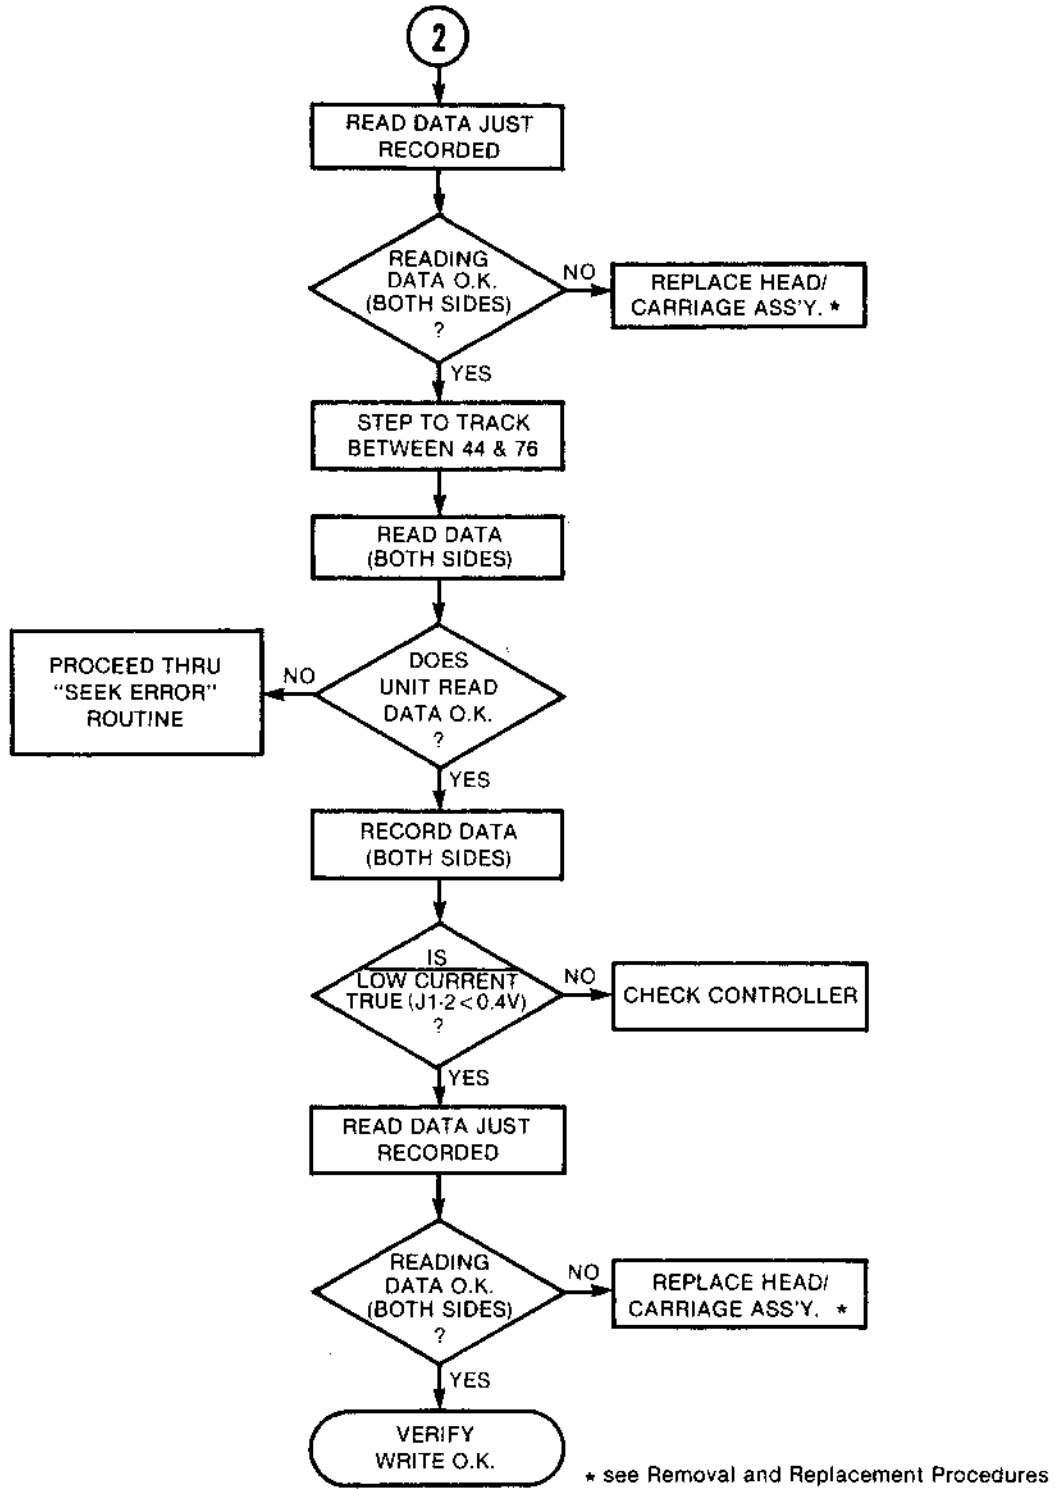 2
READ DATA JUST
RECORDED
READING
DATA O.K.
(BOTH SIDES)
?
NO
REPLACE HEAD/
CARRIAGE ASS'Y. *
YES
STEP TO TRACK
BETWEEN 44 & 76
READ DATA
(BOTH SIDES)
DOES
UNIT READ
DATA O.K.
?
NO
PROCEED THRU
"SEEK ERROR"
ROUTINE
YES
RECORD DATA
(BOTH SIDES)
IS
LOW CURRENT
TRUE (J1-2<0.4V)
?
NO
CHECK CONTROLLER
YES
READ DATA JUST
RECORDED
READING
DATA O.K.
(BOTH SIDES)
?
NO
REPLACE HEAD/
CARRIAGE ASS'Y. *
YES
VERIFY
WRITE O.K.
* see Removal and Replacement Procedures